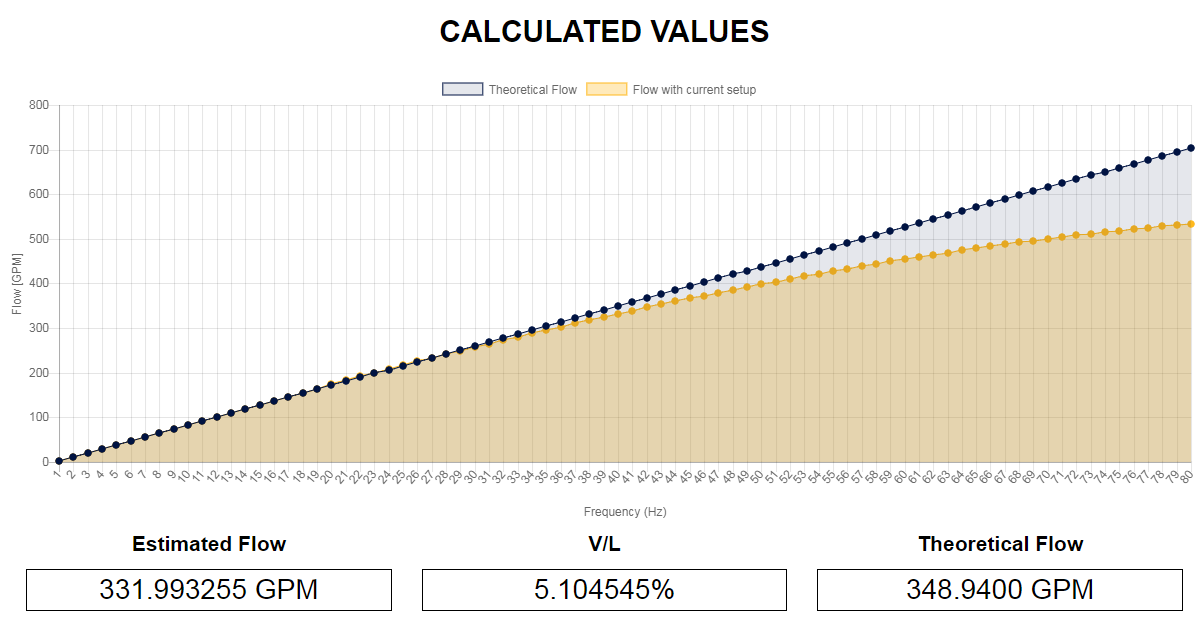 CALCULATED VALUES
Theoretical Flow Flow with current setup
800
700
600
500
400
300
200
100
0
Flow [GPM]
1 2 3 4 5 6 7 8 9 10 11 12 13 14 15 16 17 18 19 20 21 22 23 24 25 26 27 28 29 30 31 32 33 34 35 36 37 38 39 40 41 42 43 44 45 46 47 48 49 50 51 52 53 54 55 56 57 58 59 60 61 62 63 64 65 66 67 68 69 70 71 72 73 74 75 76 77 78 79 80
Frequency (Hz)
Estimated Flow V/L Theoretical Flow
331.993255 GPM 5.104545% 348.9400 GPM